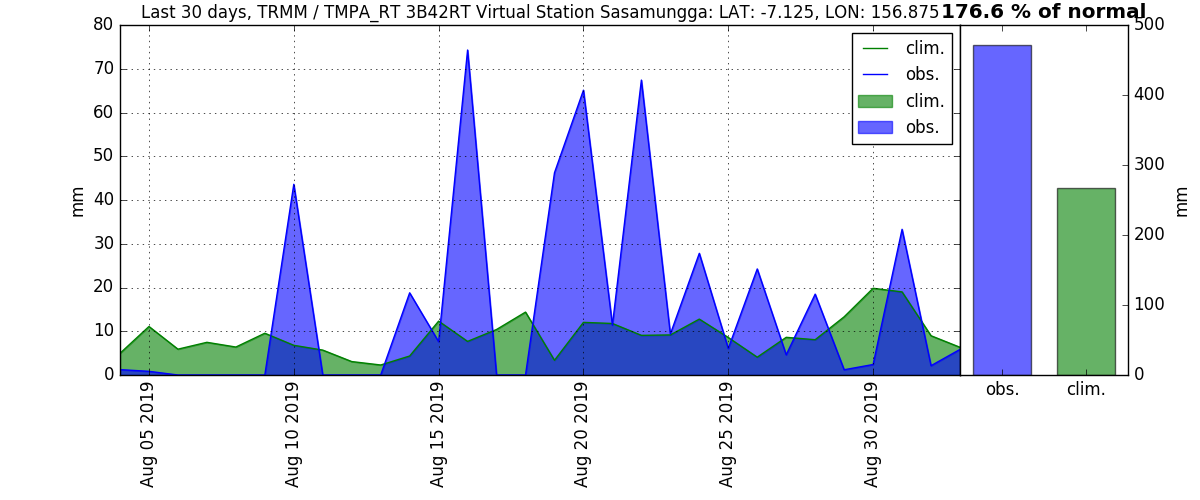 Last 30 days, TRMM / TMPA_RT 3B42RT Virtual Station Sasamungga: LAT: -7.125, LON: 156.875
176.6 % of normal
80
70
60
50
40
30
20
10
0
mm
clim.
obs.
clim.
obs.
Aug 05 2019
Aug 10 2019
Aug 15 2019
Aug 20 2019
Aug 25 2019
Aug 30 2019
500
400
300
200
100
0
mm
obs.
clim.